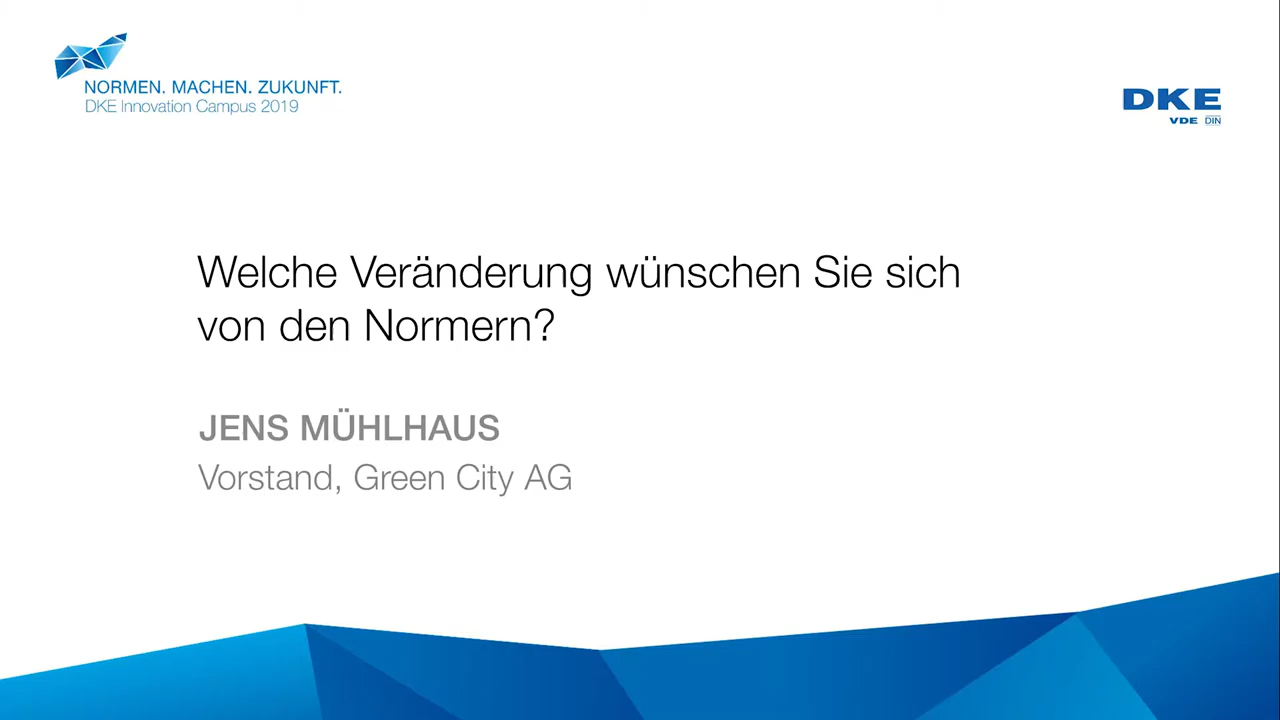 NORMEN. MACHEN. ZUKUNFT.
DKE Innovation Campus 2019
DKE
VDE DIN
Welche Veränderung wünschen Sie sich
von den Normern?
JENS MÜHLHAUS
Vorstand, Green City AG